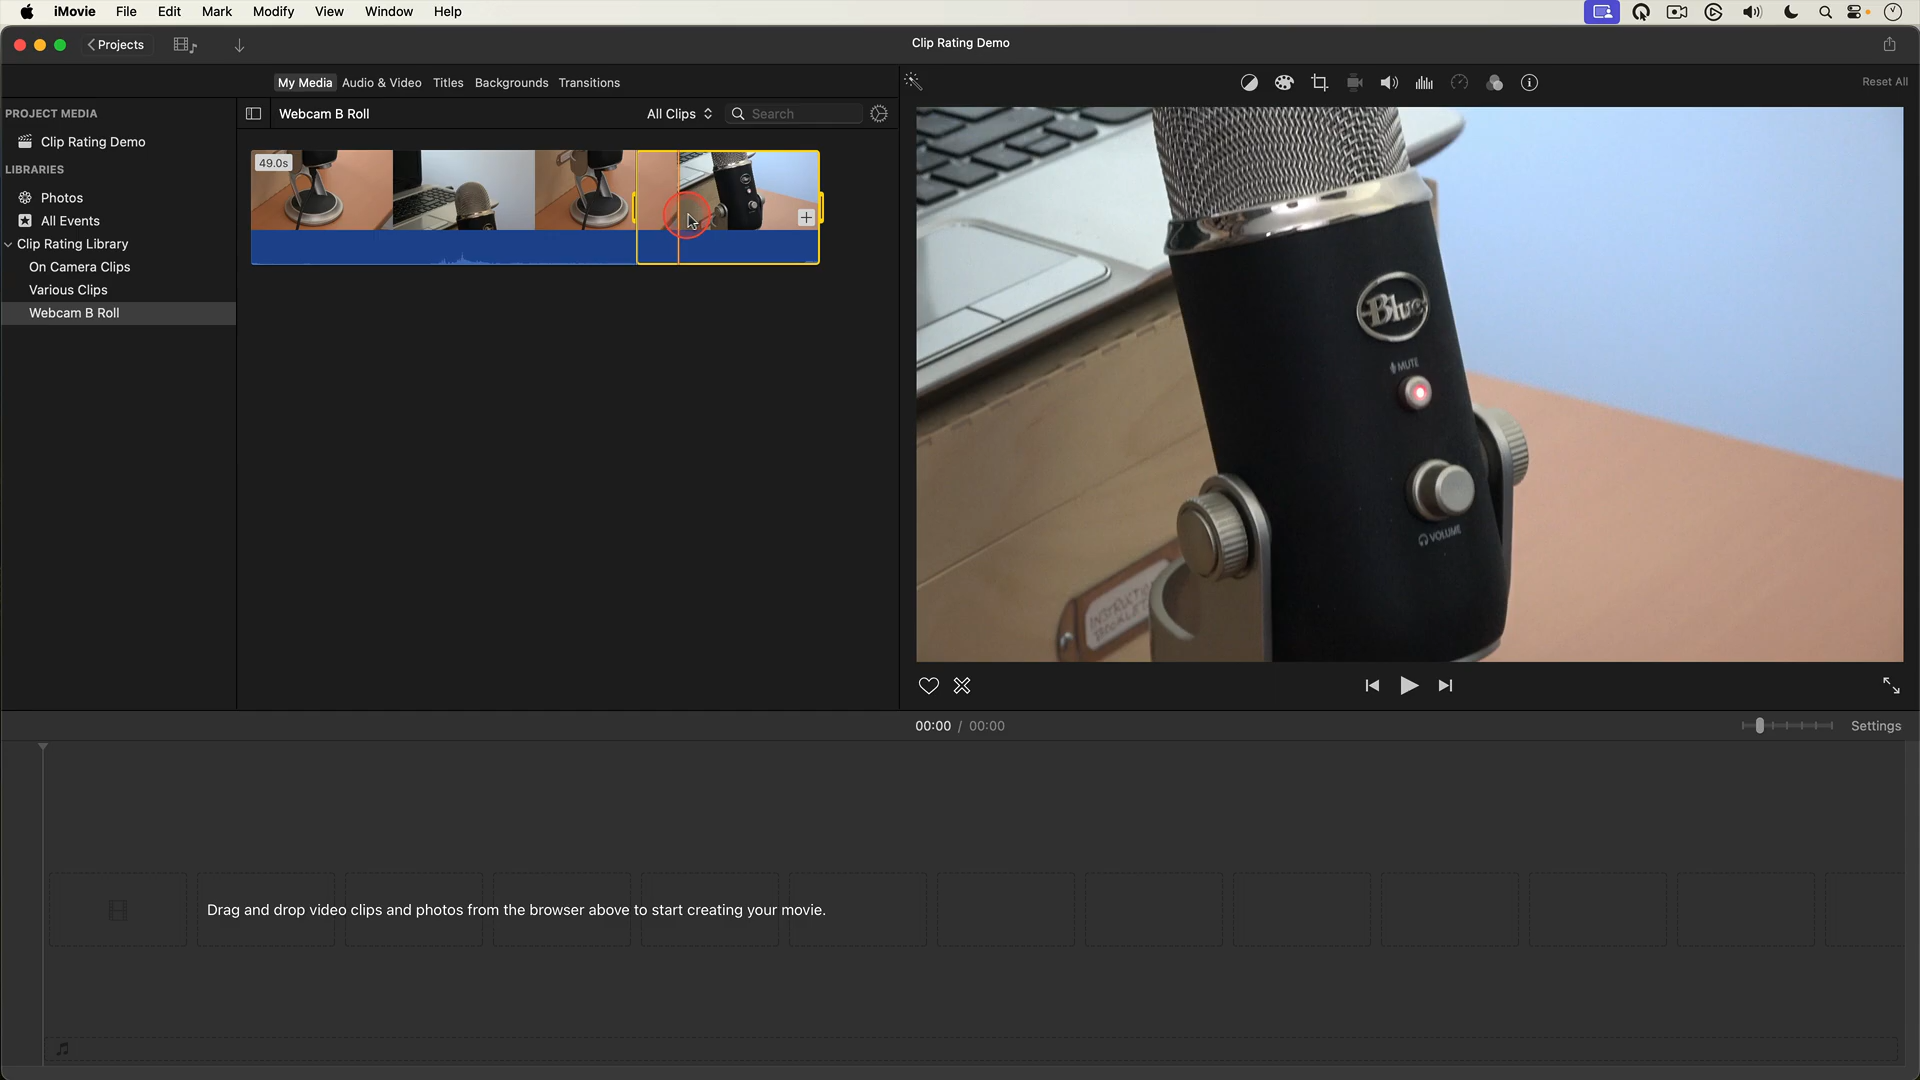 iMovie File Edit Mark Modify View Window Help
Projects
Clip Rating Demo
My Media Audio & Video Titles Backgrounds Transitions
Reset All
PROJECT MEDIA
Webcam B Roll
All Clips
Search
Clip Rating Demo
LIBRARIES
49.0s
Photos
All Events
Clip Rating Library
On Camera Clips
Various Clips
Webcam B Roll
Blue
MUTE
VOLUME
INSTRUCTION
BOOKLET
00:00 / 00:00
Settings
Drag and drop video clips and photos from the browser above to start creating your movie.